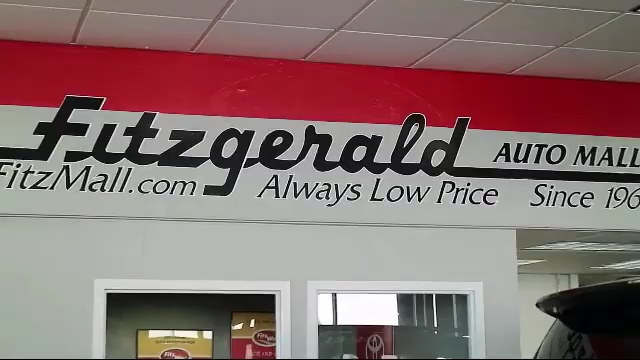 Fitzgerald AUTO MALL
FitzMall.com Always Low Price Since 196